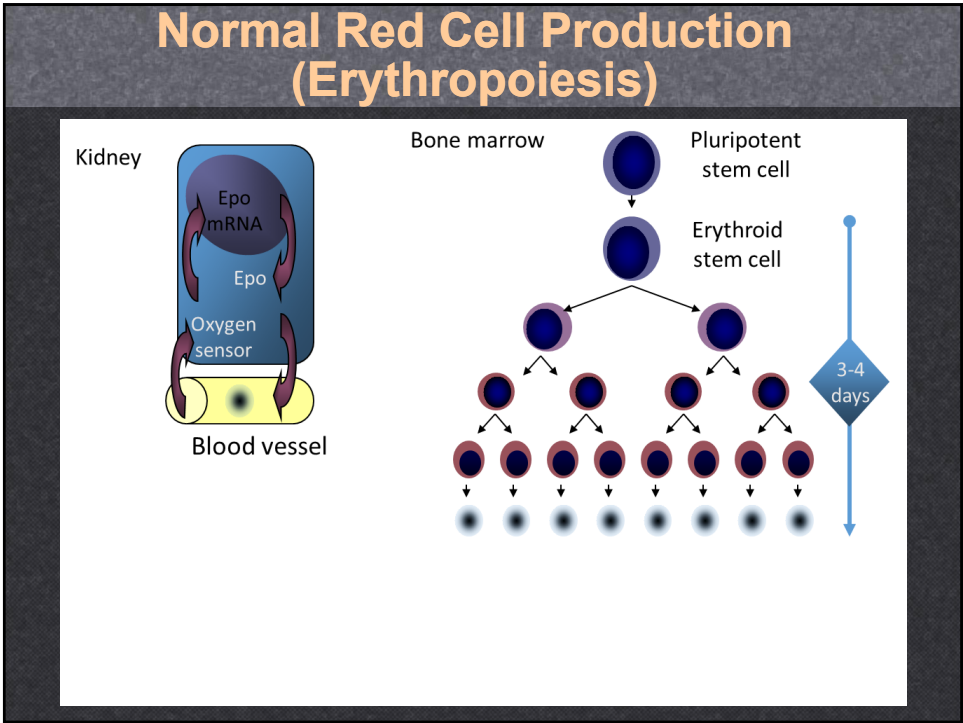 Normal Red Cell Production
(Erythropoiesis)
Kidney
Epo
mRNA
Epo
Oxygen
sensor
Blood vessel
Bone marrow
Pluripotent
stem cell
Erythroid
stem cell
3-4
days